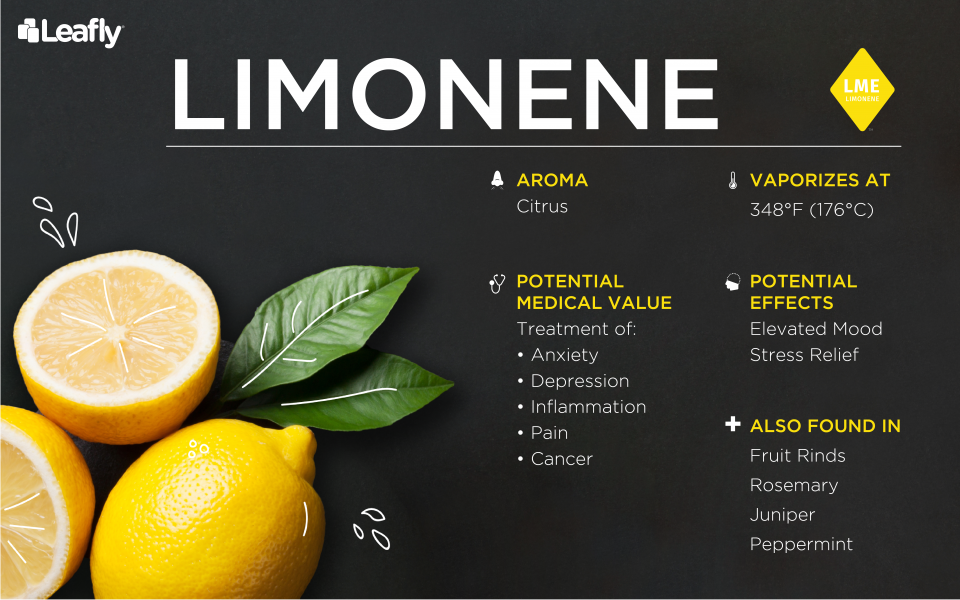 Leafly
LIMONENE
LME
LIMONENE
AROMA
Citrus
VAPORIZES AT
348°F (176°C)
POTENTIAL
MEDICAL VALUE
Treatment of:
• Anxiety
• Depression
• Inflammation
• Pain
• Cancer
POTENTIAL
EFFECTS
Elevated Mood
Stress Relief
ALSO FOUND IN
Fruit Rinds
Rosemary
Juniper
Peppermint